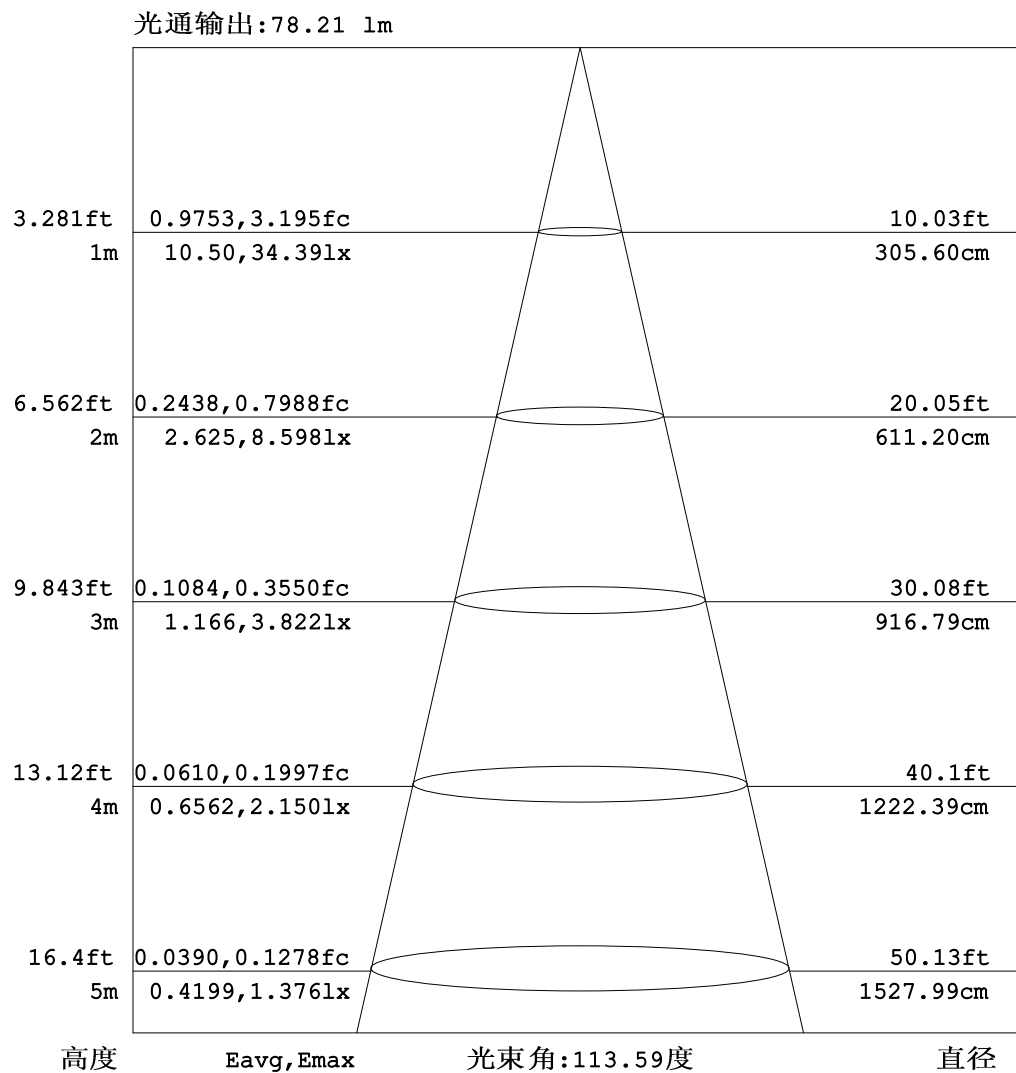 光通输出:78.21 lm
3.281ft 0.9753,3.195fc 10.03ft
1m 10.50,34.39lx 305.60cm
6.562ft 0.2438,0.7988fc 20.05ft
2m 2.625,8.598lx 611.20cm
9.843ft 0.1084,0.3550fc 30.08ft
3m 1.166,3.822lx 916.79cm
13.12ft 0.0610,0.1997fc 40.1ft
4m 0.6562,2.150lx 1222.39cm
16.4ft 0.0390,0.1278fc 50.13ft
5m 0.4199,1.376lx 1527.99cm
高度 Eavg,Emax 光束角:113.59度 直径